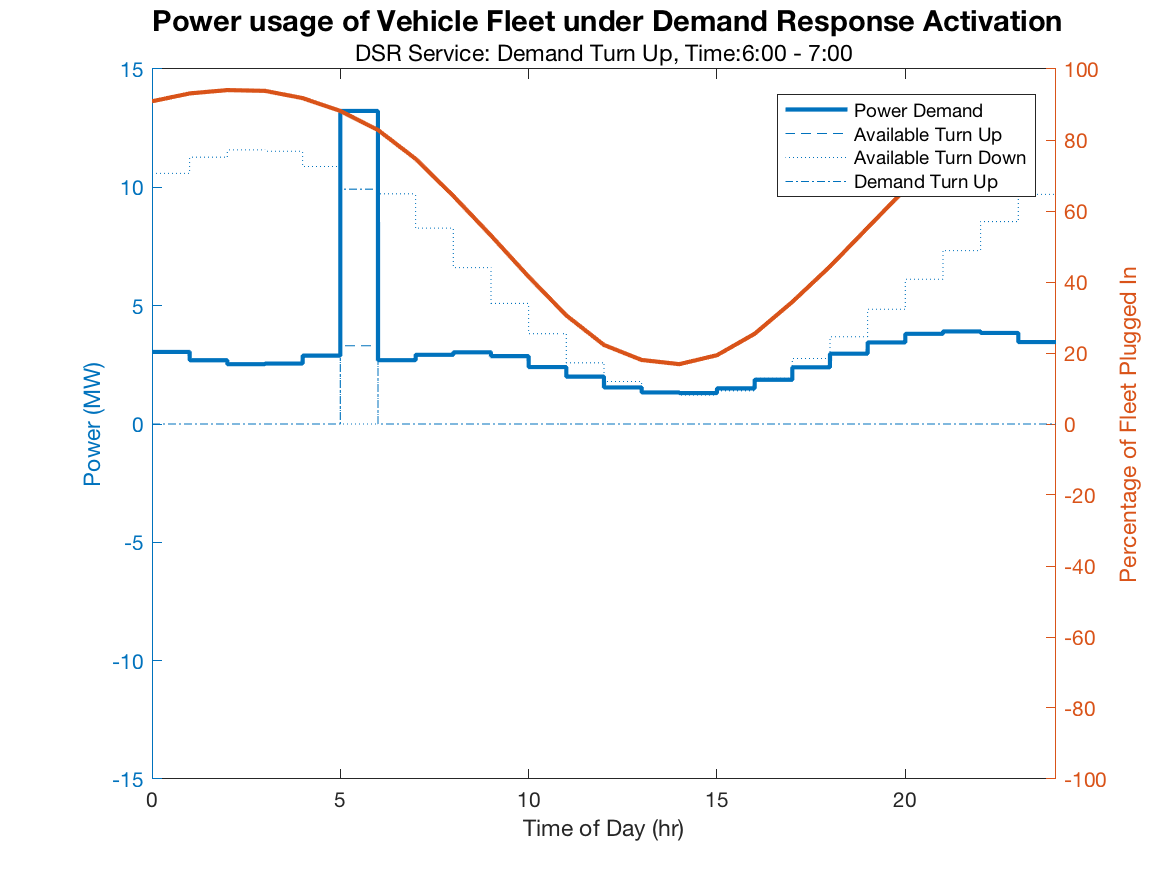 Power usage of Vehicle Fleet under Demand Response Activation
DSR Service: Demand Turn Up, Time:6:00 - 7:00
Power Demand
Available Turn Up
Available Turn Down
Demand Turn Up
15
10
5
0
-5
-10
-15
Power (MW)
100
80
60
40
20
0
-20
-40
-60
-80
-100
Percentage of Fleet Plugged In
0 5 10 15 20
Time of Day (hr)